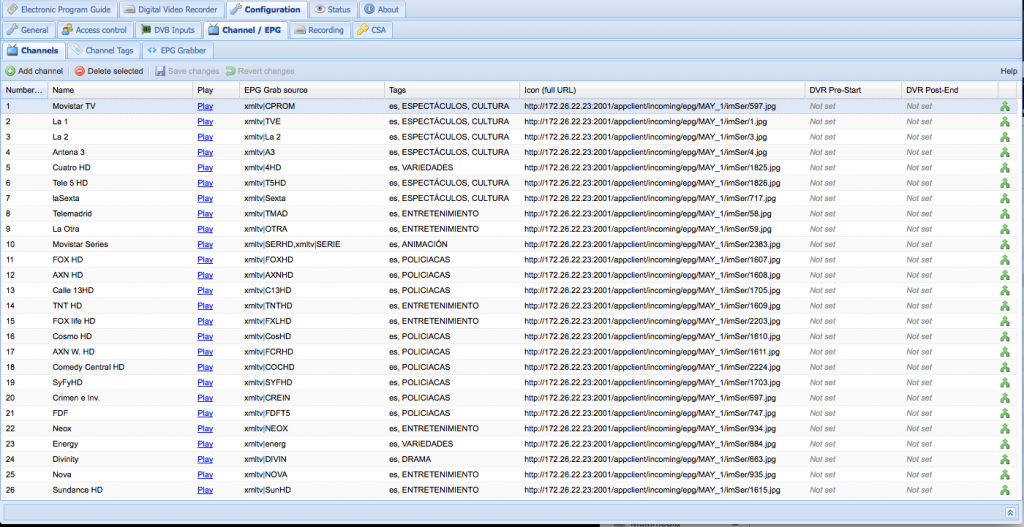 Electronic Program Guide Digital Video Recorder Configuration Status About
General Access control DVB Inputs Channel / EPG Recording CSA
Channels Channel Tags EPG Grabber
Add channel Delete selected Save changes Revert changes Help
Number... Name Play EPG Grab source Tags Icon (full URL) DVR Pre-Start DVR Post-End
1 Movistar TV Play xmltv|CPROM es, ESPECTÁCULOS, CULTURA http://172.26.22.23:2001/appclient/incoming/epg/MAY_1/imSer/597.jpg Not set Not set
2 La 1 Play xmltv|TVE es, ESPECTÁCULOS, CULTURA http://172.26.22.23:2001/appclient/incoming/epg/MAY_1/imSer/1.jpg Not set Not set
3 La 2 Play xmltv|La 2 es, ESPECTÁCULOS, CULTURA http://172.26.22.23:2001/appclient/incoming/epg/MAY_1/imSer/3.jpg Not set Not set
4 Antena 3 Play xmltv|A3 es, ESPECTÁCULOS, CULTURA http://172.26.22.23:2001/appclient/incoming/epg/MAY_1/imSer/4.jpg Not set Not set
5 Cuatro HD Play xmltv|4HD es, VARIEDADES http://172.26.22.23:2001/appclient/incoming/epg/MAY_1/imSer/1825.jpg Not set Not set
6 Tele 5 HD Play xmltv|T5HD es, ESPECTÁCULOS, CULTURA http://172.26.22.23:2001/appclient/incoming/epg/MAY_1/imSer/1826.jpg Not set Not set
7 laSexta Play xmltv|Sexta es, ESPECTÁCULOS, CULTURA http://172.26.22.23:2001/appclient/incoming/epg/MAY_1/imSer/717.jpg Not set Not set
8 Telemadrid Play xmltv|TMAD es, ENTRETENIMIENTO http://172.26.22.23:2001/appclient/incoming/epg/MAY_1/imSer/58.jpg Not set Not set
9 La Otra Play xmltv|OTRA es, ENTRETENIMIENTO http://172.26.22.23:2001/appclient/incoming/epg/MAY_1/imSer/59.jpg Not set Not set
10 Movistar Series Play xmltv|SERHD,xmltv|SERIE es, ANIMACIÓN http://172.26.22.23:2001/appclient/incoming/epg/MAY_1/imSer/2383.jpg Not set Not set
11 FOX HD Play xmltv|FOXHD es, POLICIACAS http://172.26.22.23:2001/appclient/incoming/epg/MAY_1/imSer/1607.jpg Not set Not set
12 AXN HD Play xmltv|AXNHD es, POLICIACAS http://172.26.22.23:2001/appclient/incoming/epg/MAY_1/imSer/1608.jpg Not set Not set
13 Calle 13HD Play xmltv|C13HD es, POLICIACAS http://172.26.22.23:2001/appclient/incoming/epg/MAY_1/imSer/1705.jpg Not set Not set
14 TNT HD Play xmltv|TNTHD es, ENTRETENIMIENTO http://172.26.22.23:2001/appclient/incoming/epg/MAY_1/imSer/1609.jpg Not set Not set
15 FOX life HD Play xmltv|FXLHD es, ENTRETENIMIENTO http://172.26.22.23:2001/appclient/incoming/epg/MAY_1/imSer/2203.jpg Not set Not set
16 Cosmo HD Play xmltv|CosHD es, POLICIACAS http://172.26.22.23:2001/appclient/incoming/epg/MAY_1/imSer/1610.jpg Not set Not set
17 AXN W. HD Play xmltv|FCRHD es, POLICIACAS http://172.26.22.23:2001/appclient/incoming/epg/MAY_1/imSer/1611.jpg Not set Not set
18 Comedy Central HD Play xmltv|COCHD es, POLICIACAS http://172.26.22.23:2001/appclient/incoming/epg/MAY_1/imSer/2224.jpg Not set Not set
19 SyFyHD Play xmltv|SYFHD es, POLICIACAS http://172.26.22.23:2001/appclient/incoming/epg/MAY_1/imSer/1703.jpg Not set Not set
20 Crimen e Inv. Play xmltv|CREIN es, POLICIACAS http://172.26.22.23:2001/appclient/incoming/epg/MAY_1/imSer/697.jpg Not set Not set
21 FDF Play xmltv|FDFT5 es, POLICIACAS http://172.26.22.23:2001/appclient/incoming/epg/MAY_1/imSer/747.jpg Not set Not set
22 Neox Play xmltv|NEOX es, ENTRETENIMIENTO http://172.26.22.23:2001/appclient/incoming/epg/MAY_1/imSer/934.jpg Not set Not set
23 Energy Play xmltv|energ es, VARIEDADES http://172.26.22.23:2001/appclient/incoming/epg/MAY_1/imSer/884.jpg Not set Not set
24 Divinity Play xmltv|DIVIN es, DRAMA http://172.26.22.23:2001/appclient/incoming/epg/MAY_1/imSer/663.jpg Not set Not set
25 Nova Play xmltv|NOVA es, ENTRETENIMIENTO http://172.26.22.23:2001/appclient/incoming/epg/MAY_1/imSer/935.jpg Not set Not set
26 Sundance HD Play xmltv|SunHD es, ENTRETENIMIENTO http://172.26.22.23:2001/appclient/incoming/epg/MAY_1/imSer/1615.jpg Not set Not set